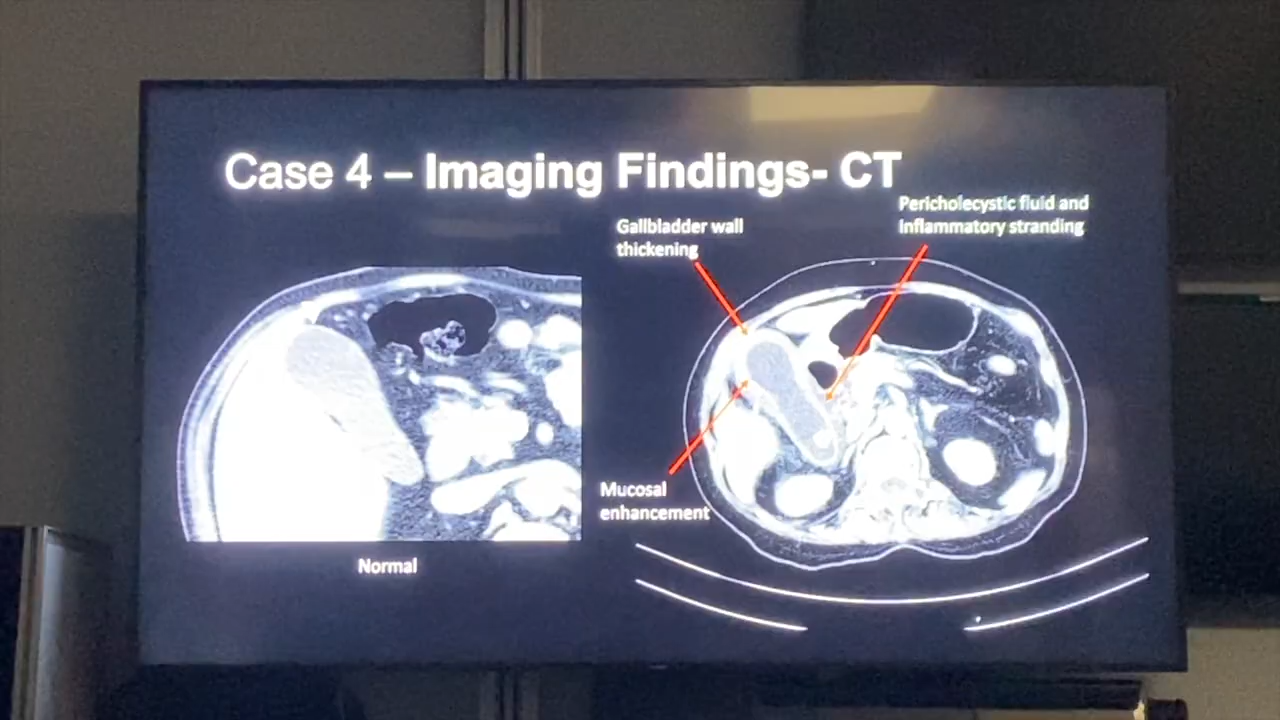 Case 4 – Imaging Findings- CT
Pericholecystic fluid and
inflammatory stranding
Gallbladder wall
thickening
Mucosal
enhancement
Normal